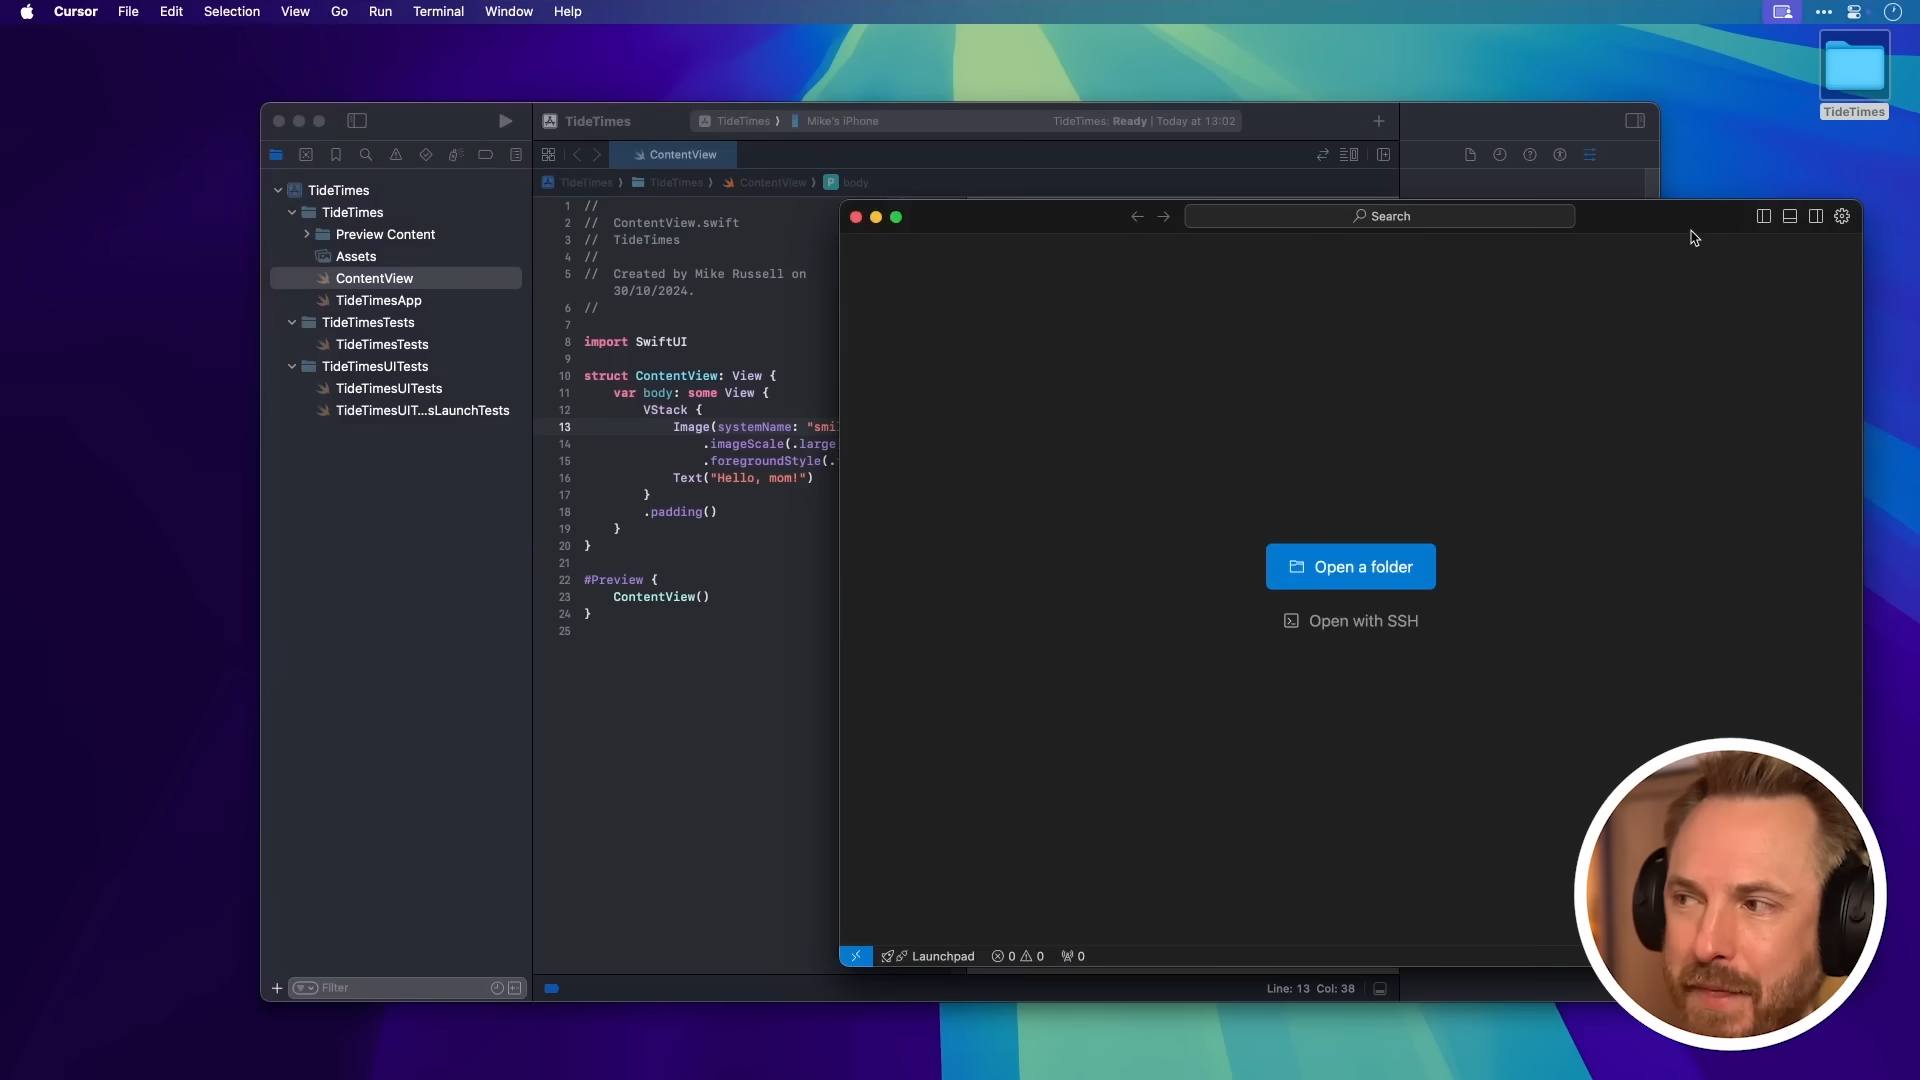 Cursor File Edit Selection View Go Run Terminal Window Help
TideTimes
TideTimes
TideTimes
Preview Content
Assets
ContentView
TideTimesApp
TideTimesTests
TideTimesTests
TideTimesUITests
TideTimesUITests
TideTimesUIT...sLaunchTests
Filter
TideTimes
TideTimes ⟩ Mike's iPhone
TideTimes: Ready | Today at 13:02
ContentView
TideTimes ⟩ TideTimes ⟩ ContentView ⟩ P body
1 //
2 // ContentView.swift
3 // TideTimes
4 //
5 // Created by Mike Russell on
30/10/2024.
6 //
7
8 import SwiftUI
9
10 struct ContentView: View {
11 var body: some View {
12 VStack {
13 Image(systemName: "smi
14 .imageScale(.large
15 .foregroundStyle(.
16 Text("Hello, mom!")
17 }
18 .padding()
19 }
20 }
21
22 #Preview {
23 ContentView()
24 }
25
Line: 13 Col: 38
Search
Open a folder
Open with SSH
Launchpad 0 0 0